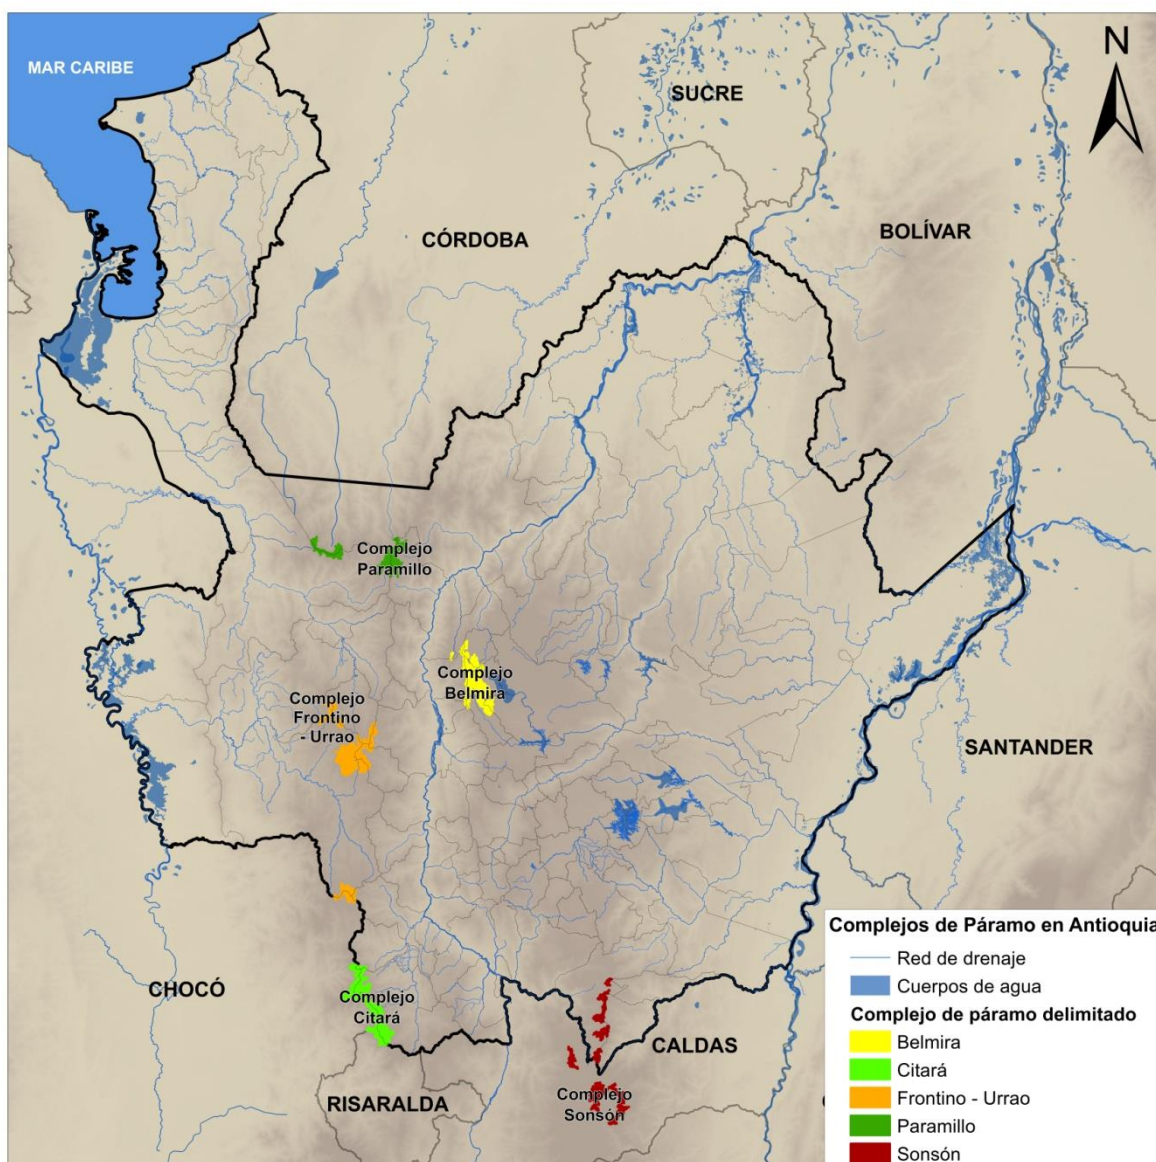 N
MAR CARIBE
SUCRE
CÓRDOBA
BOLÍVAR
Complejo
Paramillo
Complejo
Belmira
Complejo
Frontino
- Urrao
SANTANDER
CHOCÓ
Complejo
Citará
CALDAS
RISARALDA
Complejo
Sonsón
Complejos de Páramo en Antioquia
Red de drenaje
Cuerpos de agua
Complejo de páramo delimitado
Belmira
Citará
Frontino - Urrao
Paramillo
Sonsón